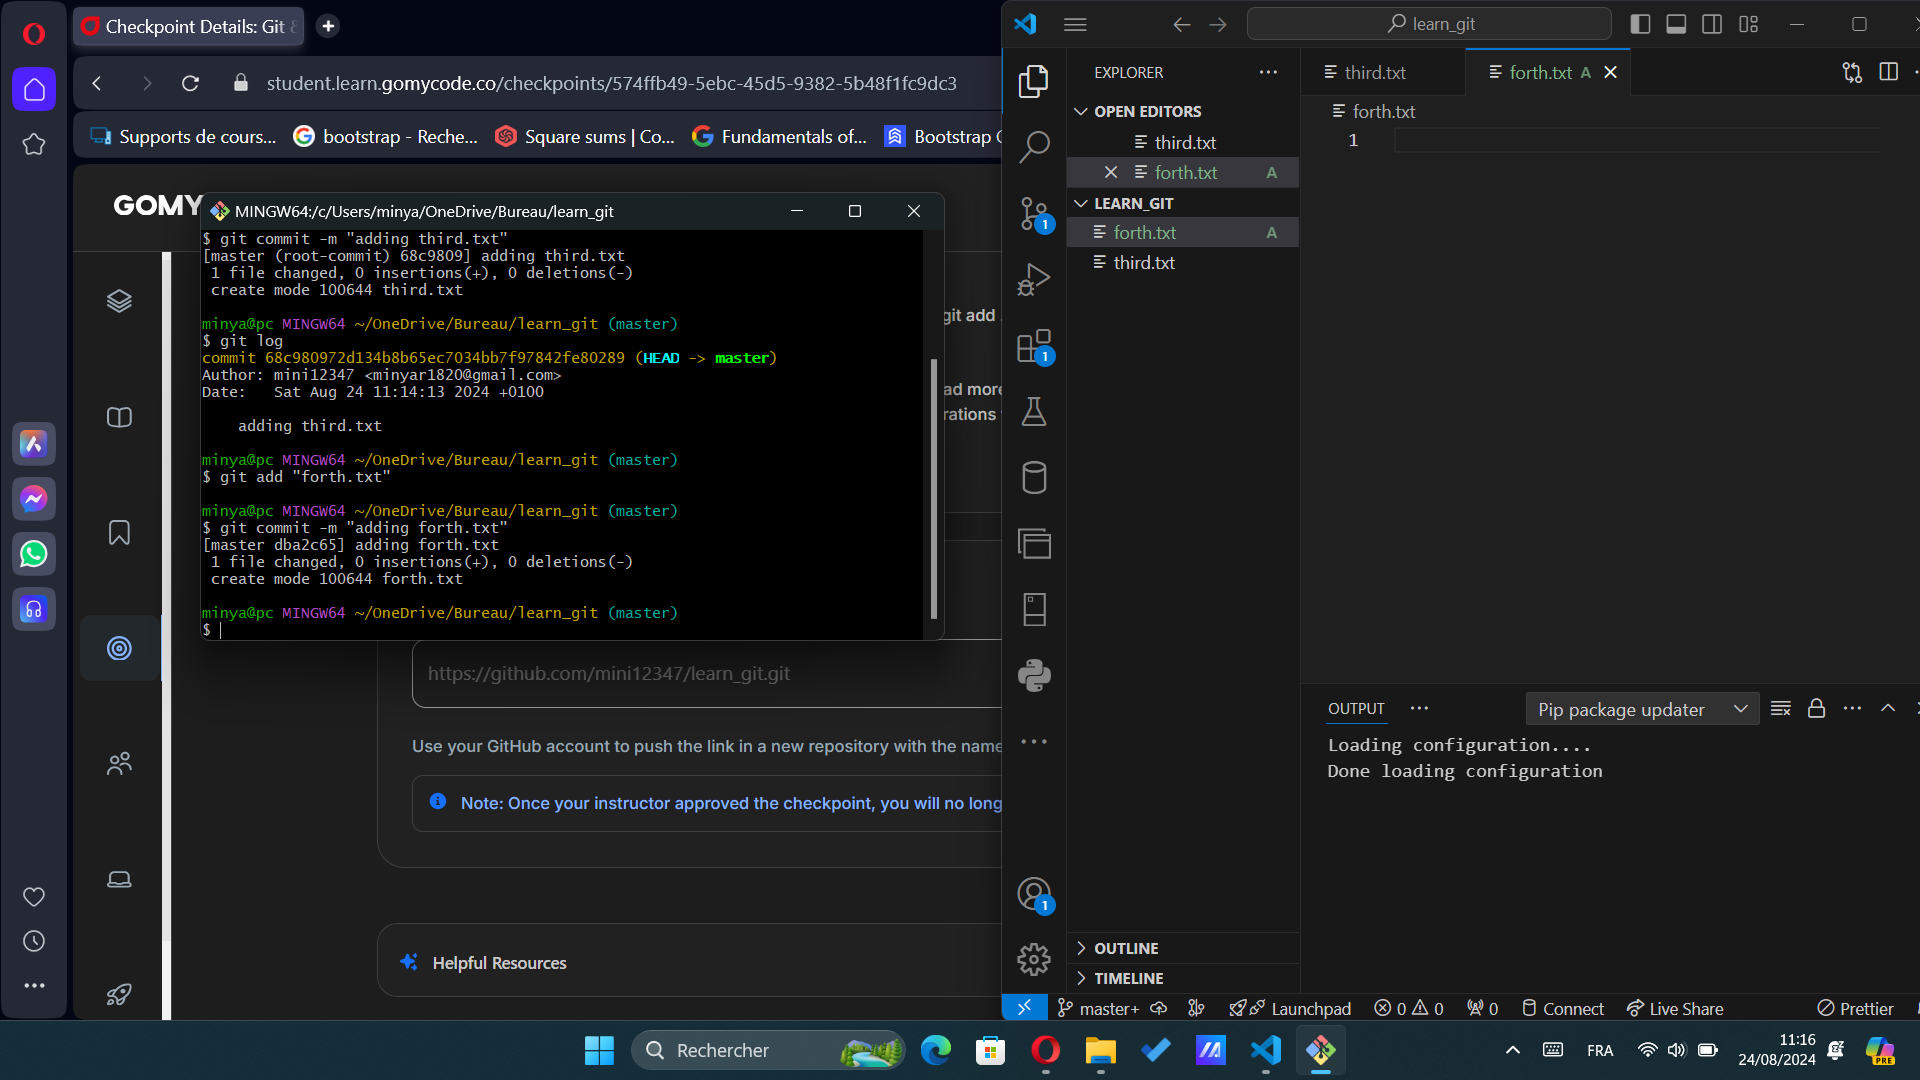 Checkpoint Details: Git &
student.learn.gomycode.co/checkpoints/574ffb49-5ebc-45d5-9382-5b48f1fc9dc3
Supports de cours...
bootstrap - Reche...
Square sums | Co...
Fundamentals of...
Bootstrap
GOMY
MINGW64:/c/Users/minya/OneDrive/Bureau/learn_git
$ git commit -m "adding third.txt"
[master (root-commit) 68c9809] adding third.txt
1 file changed, 0 insertions(+), 0 deletions(-)
create mode 100644 third.txt
minya@pc MINGW64 ~/OneDrive/Bureau/learn_git (master)
$ git log
commit 68c980972d134b8b65ec7034bb7f97842fe80289 (HEAD -> master)
Author: mini12347 <minyar1820@gmail.com>
Date:   Sat Aug 24 11:14:13 2024 +0100
adding third.txt
minya@pc MINGW64 ~/OneDrive/Bureau/learn_git (master)
$ git add "forth.txt"
minya@pc MINGW64 ~/OneDrive/Bureau/learn_git (master)
$ git commit -m "adding forth.txt"
[master dba2c65] adding forth.txt
1 file changed, 0 insertions(+), 0 deletions(-)
create mode 100644 forth.txt
minya@pc MINGW64 ~/OneDrive/Bureau/learn_git (master)
$
git add
ad more
rations
https://github.com/mini12347/learn_git.git
Use your GitHub account to push the link in a new repository with the name
Note: Once your instructor approved the checkpoint, you will no long
Helpful Resources
learn_git
EXPLORER
OPEN EDITORS
third.txt
forth.txt A
LEARN_GIT
forth.txt A
third.txt
OUTLINE
TIMELINE
1
1
1
third.txt
forth.txt A
forth.txt
1
OUTPUT
Pip package updater
Loading configuration....
Done loading configuration
master+
Launchpad
0
0
0
Connect
Live Share
Prettier
Rechercher
FRA
11:16
24/08/2024
PRE